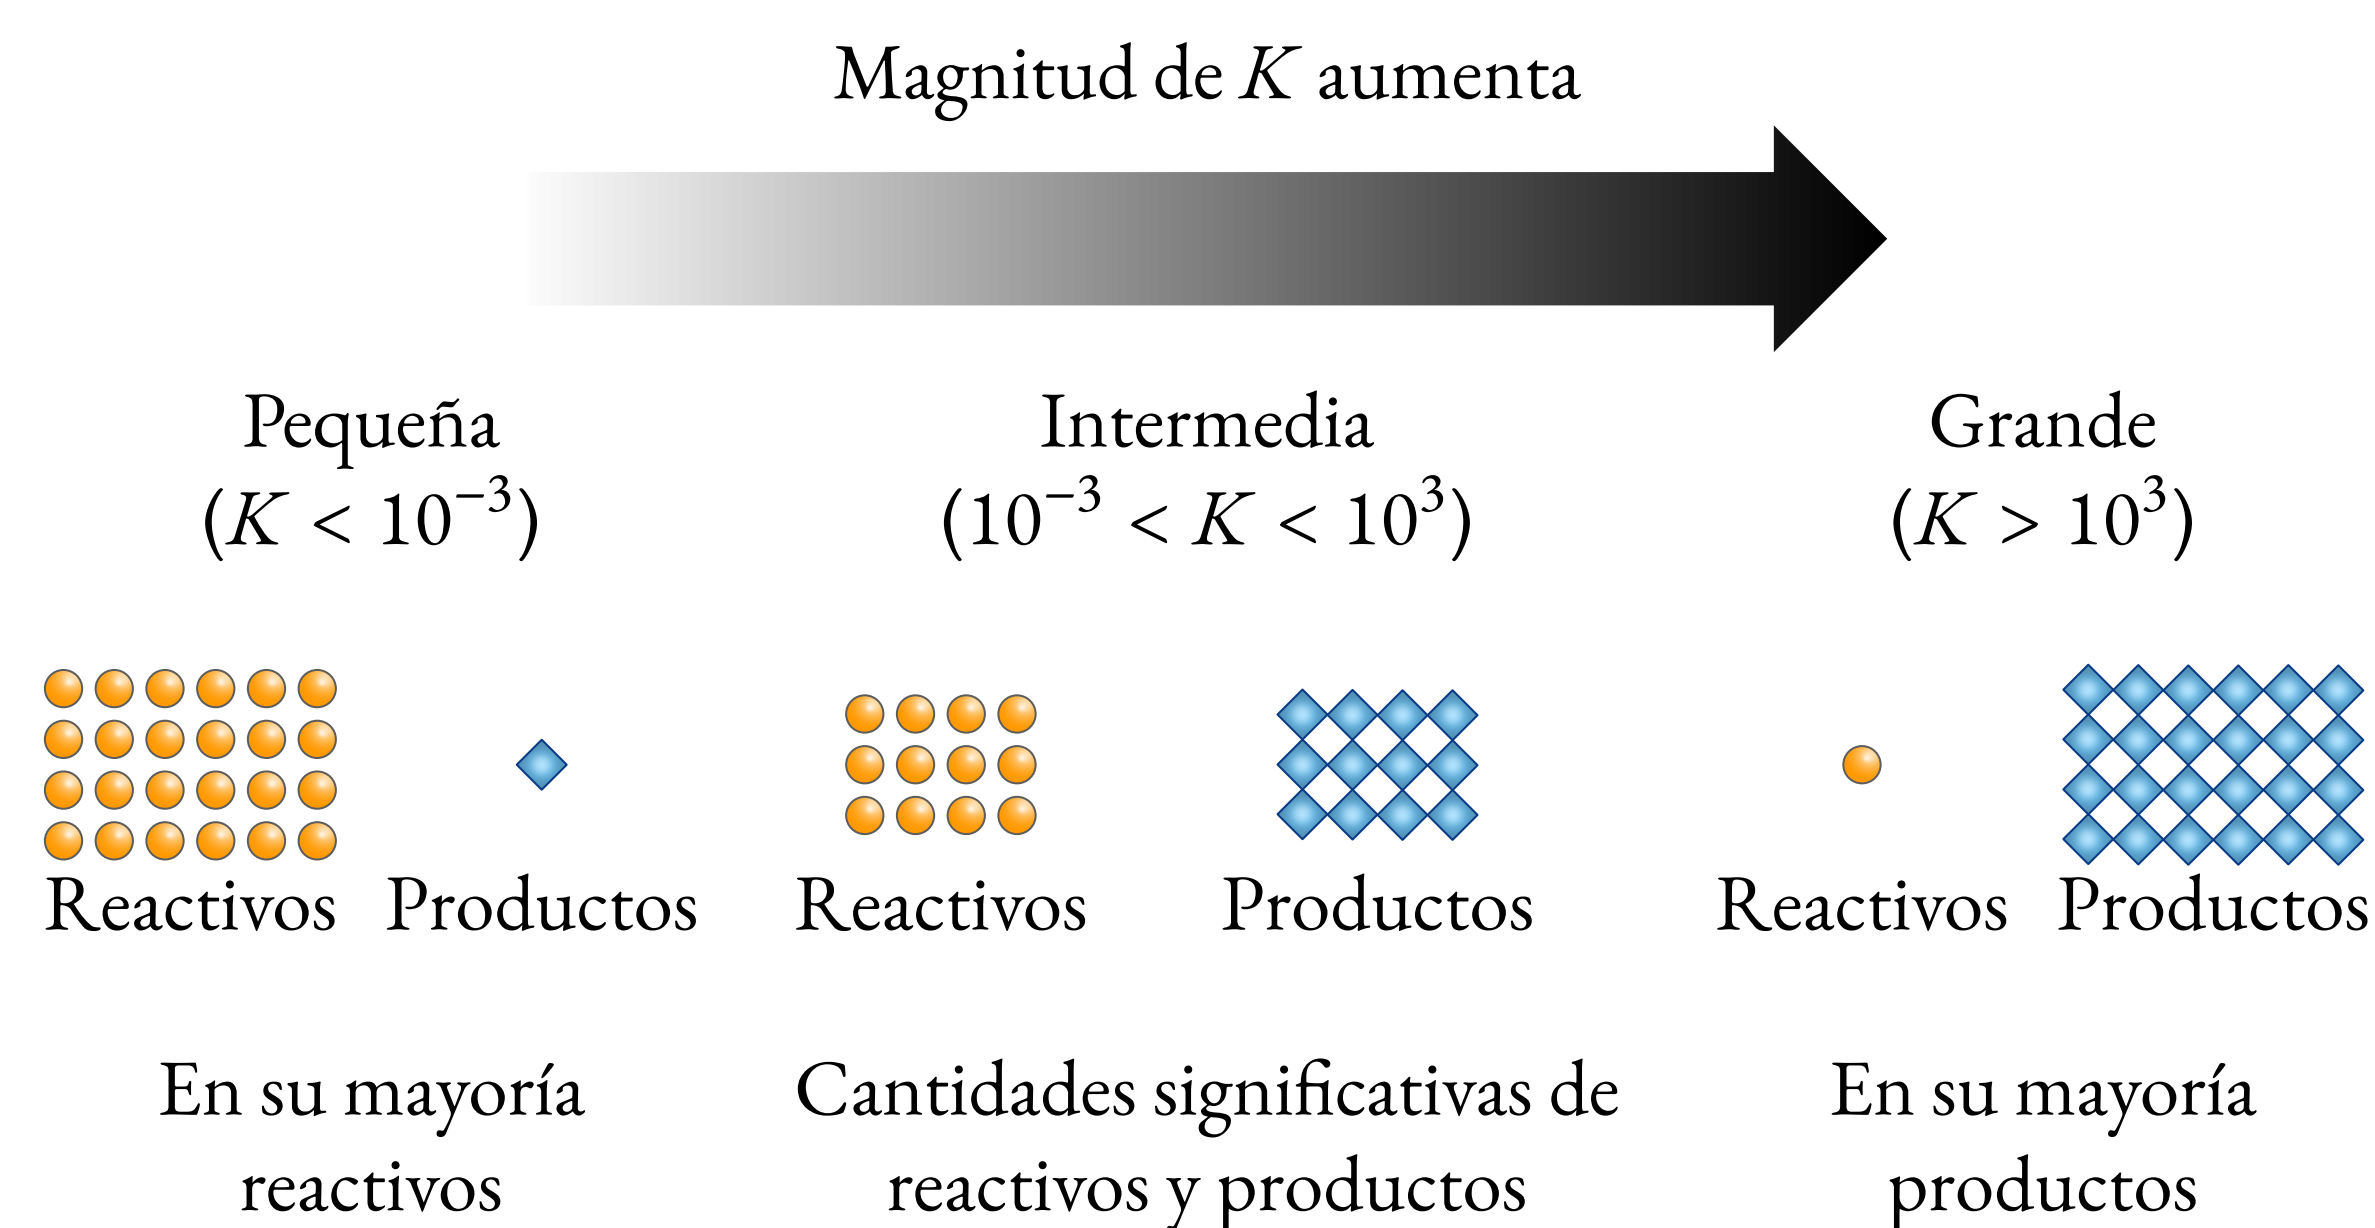 Magnitud de K aumenta
Pequeña
(K < 10⁻³)
Intermedia
(10⁻³ < K < 10³)
Grande
(K > 10³)
Reactivos
Productos
Reactivos
Productos
Reactivos
Productos
En su mayoría
reactivos
Cantidades significativas de
reactivos y productos
En su mayoría
productos